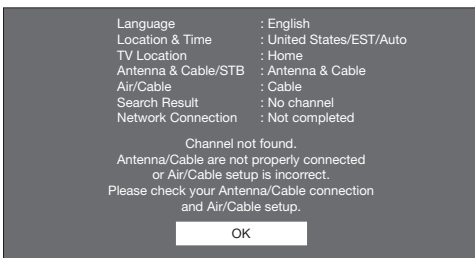 Language : English
Location & Time : United States/EST/Auto
TV Location : Home
Antenna & Cable/STB : Antenna & Cable
Air/Cable : Cable
Search Result : No channel
Network Connection : Not completed
Channel not found.
Antenna/Cable are not properly connected
or Air/Cable setup is incorrect.
Please check your Antenna/Cable connection
and Air/Cable setup.
OK